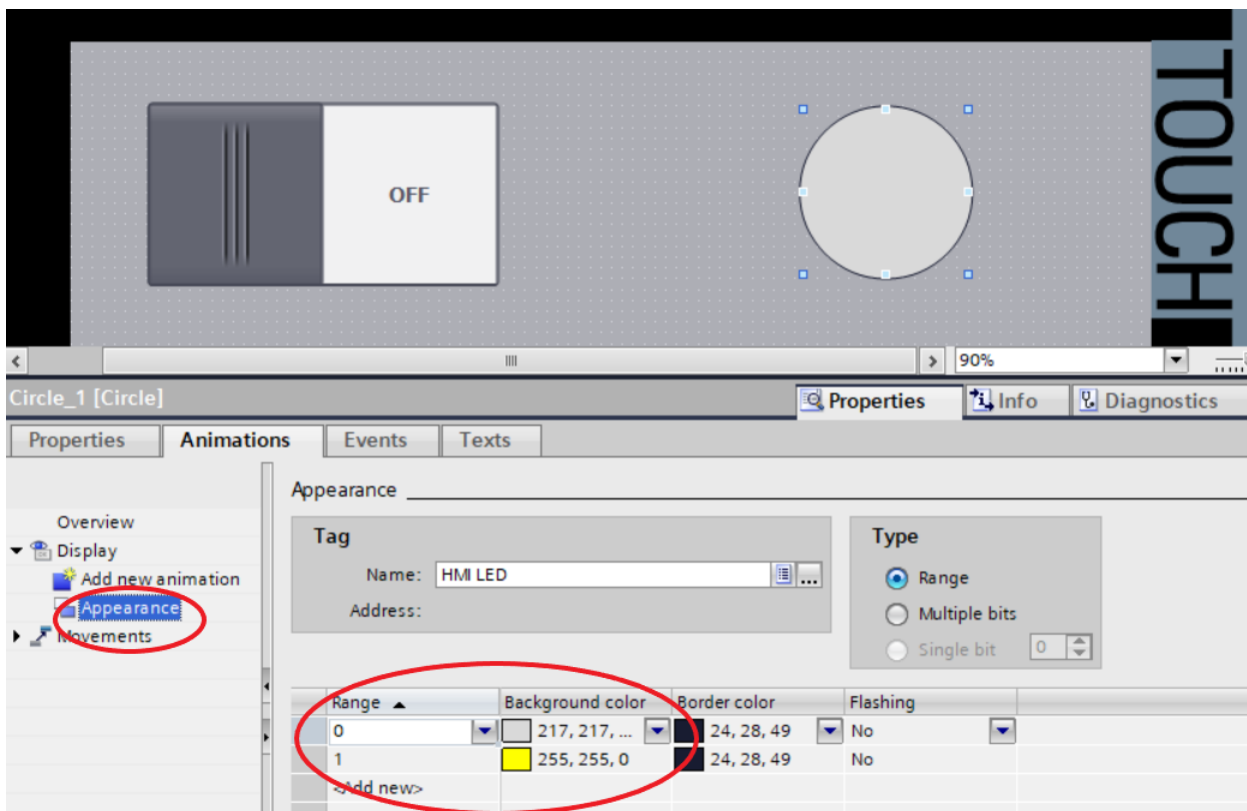 TOUCH
OFF
90%
Circle_1 [Circle]
Properties Info Diagnostics
Properties Animations Events Texts
Appearance
Overview
Display
Add new animation
Appearance
Movements
Tag
Name: HMI LED
Address:
Type
Range
Multiple bits
Single bit 0
Range Background color Border color Flashing
0 217, 217, ... 24, 28, 49 No
1 255, 255, 0 24, 28, 49 No
<Add new>